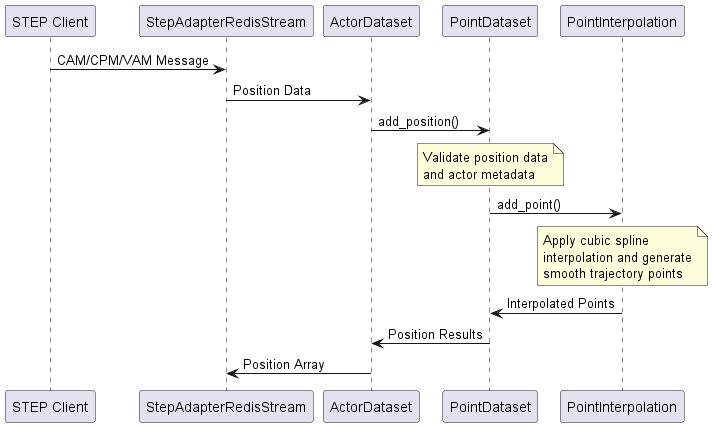 STEP Client
StepAdapterRedisStream
ActorDataset
PointDataset
PointInterpolation
CAM/CPM/VAM Message
Position Data
add_position()
Validate position data
and actor metadata
add_point()
Apply cubic spline
interpolation and generate
smooth trajectory points
Interpolated Points
Position Results
Position Array
STEP Client
StepAdapterRedisStream
ActorDataset
PointDataset
PointInterpolation